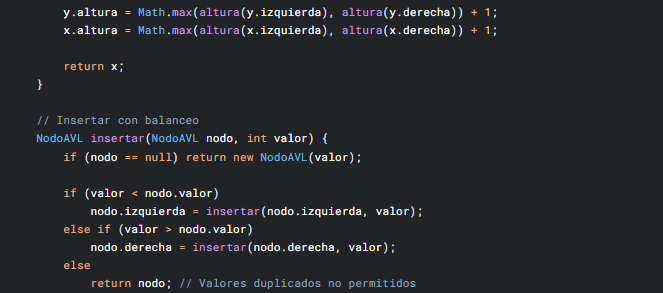 y.altura = Math.max(altura(y.izquierda), altura(y.derecha)) + 1;
x.altura = Math.max(altura(x.izquierda), altura(x.derecha)) + 1;
return x;
}
// Insertar con balanceo
NodoAVL insertar(NodoAVL nodo, int valor) {
if (nodo == null) return new NodoAVL(valor);
if (valor < nodo.valor)
nodo.izquierda = insertar(nodo.izquierda, valor);
else if (valor > nodo.valor)
nodo.derecha = insertar(nodo.derecha, valor);
else
return nodo; // Valores duplicados no permitidos